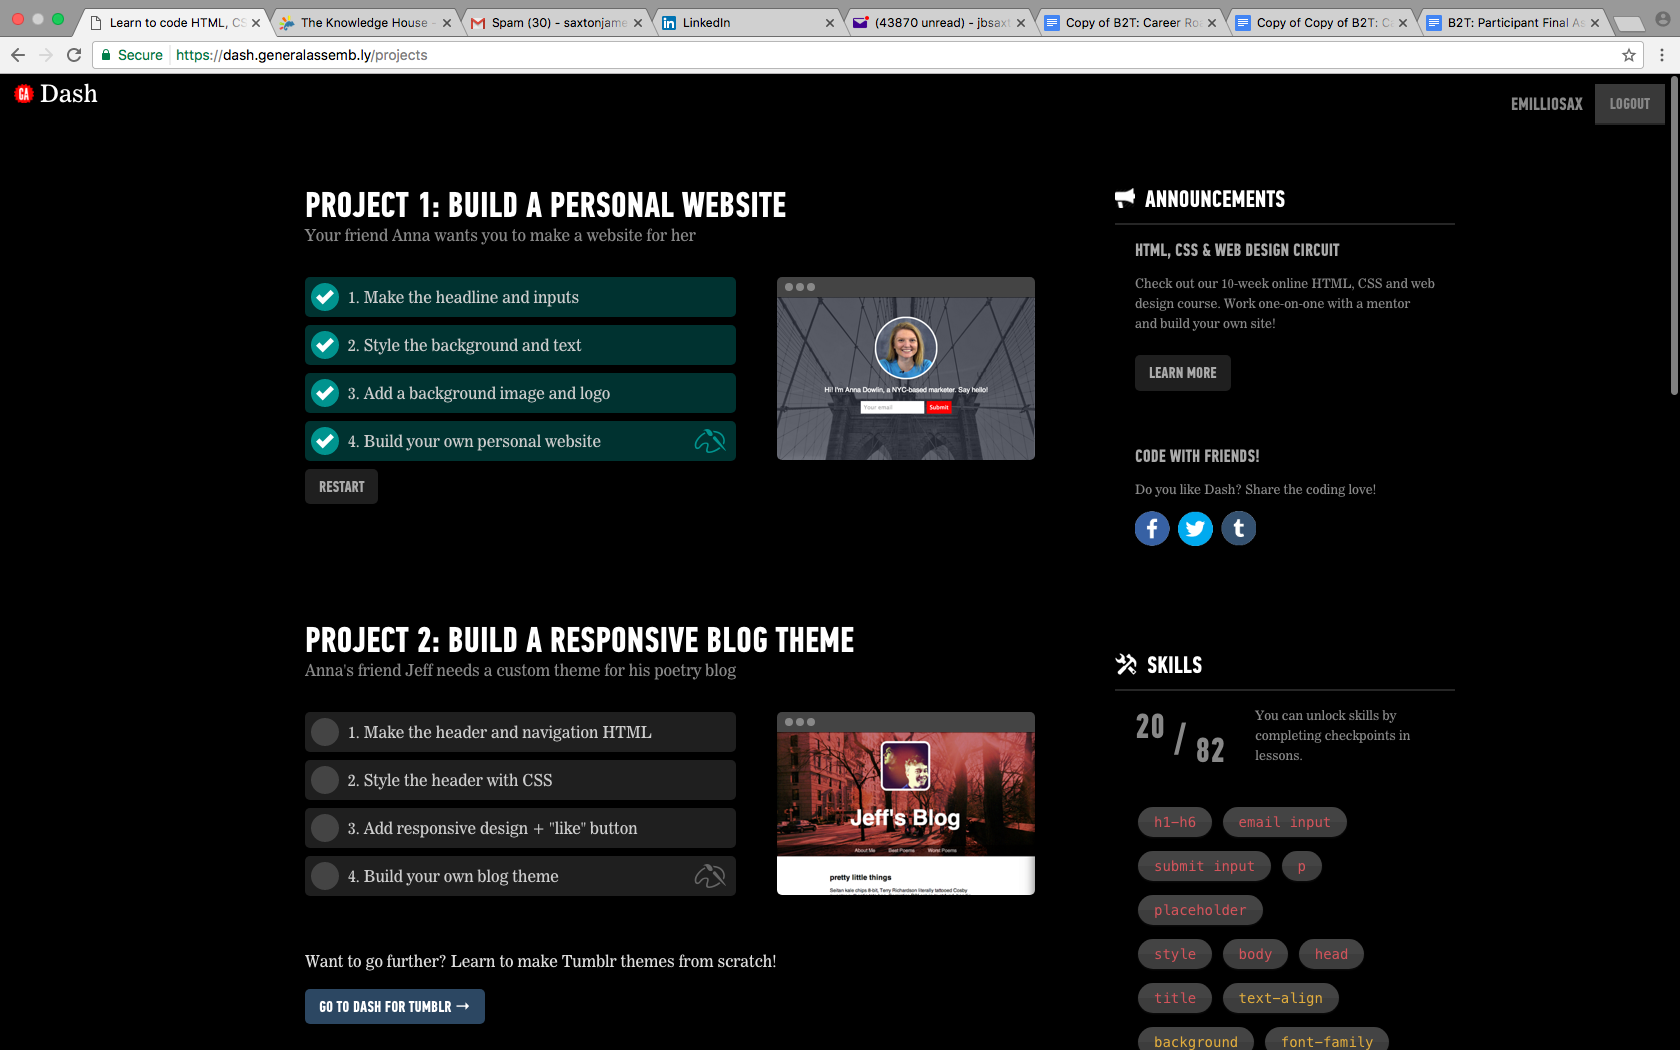 Learn to code HTML, CS
The Knowledge House -
Spam (30) - saxtonjame
LinkedIn
(43870 unread) - jbsaxt
Copy of B2T: Career Ro
Copy of Copy of B2T: Ca
B2T: Participant Final As
Secure
https://dash.generalassemb.ly/projects
GA
Dash
EMILLIOSAX
LOGOUT
PROJECT 1: BUILD A PERSONAL WEBSITE
Your friend Anna wants you to make a website for her
1. Make the headline and inputs
2. Style the background and text
3. Add a background image and logo
4. Build your own personal website
RESTART
Hi! I'm Anna Dowlin, a NYC-based marketer. Say hello!
Your email
Submit
ANNOUNCEMENTS
HTML, CSS & WEB DESIGN CIRCUIT
Check out our 10-week online HTML, CSS and web
design course. Work one-on-one with a mentor
and build your own site!
LEARN MORE
CODE WITH FRIENDS!
Do you like Dash? Share the coding love!
PROJECT 2: BUILD A RESPONSIVE BLOG THEME
Anna's friend Jeff needs a custom theme for his poetry blog
1. Make the header and navigation HTML
2. Style the header with CSS
3. Add responsive design + "like" button
4. Build your own blog theme
Jeff's Blog
About Me Best Poems Worst Poems
pretty little things
Seitan kale chips 8-bit, Terry Richardson literally tattooed Cosby
Want to go further? Learn to make Tumblr themes from scratch!
GO TO DASH FOR TUMBLR →
SKILLS
20 / 82
You can unlock skills by
completing checkpoints in
lessons.
h1-h6
email input
submit input
p
placeholder
style
body
head
title
text-align
background
font-family